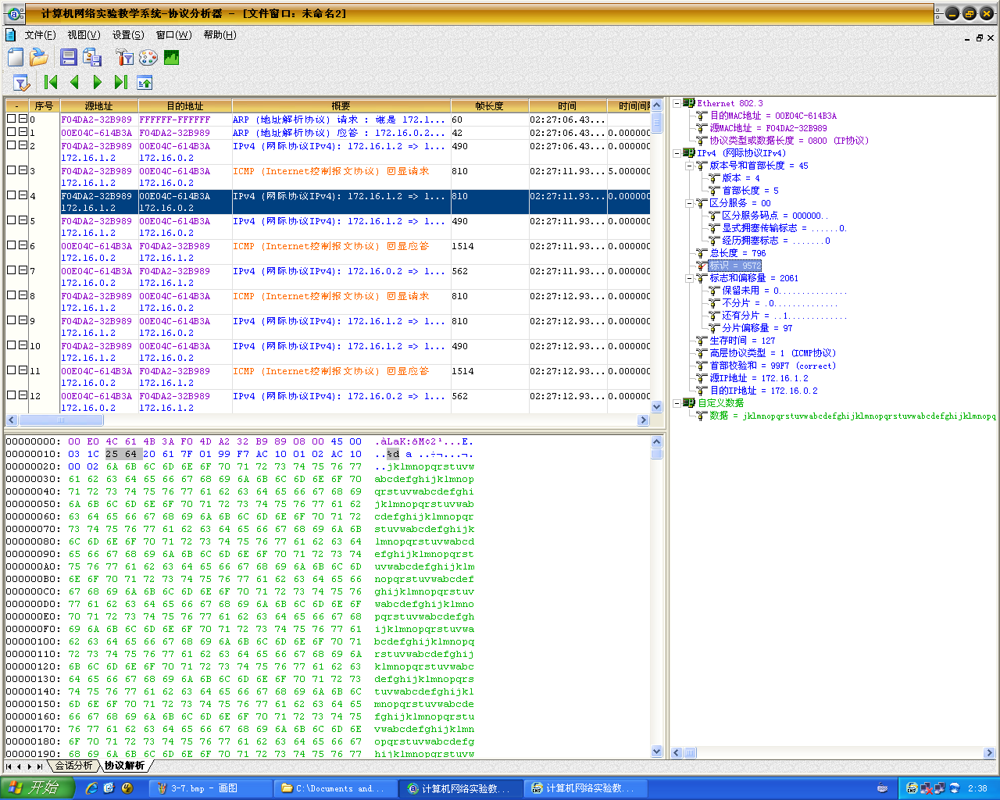 计算机网络实验教学系统-协议分析器 - [文件窗口: 未命名2]
文件(F) 视图(V) 设置(S) 窗口(W) 帮助(H)
- 序号 源地址 目的地址 概要 帧长度 时间 时间间隔
0 F04DA2-32B989 FFFFFF-FFFFFF ARP (地址解析协议) 请求 : 谁是 172.1... 60 02:27:06.43...
1 00E04C-614B3A F04DA2-32B989 ARP (地址解析协议) 应答 : 172.16.0.2... 42 02:27:06.43... 0.000000
2 F04DA2-32B989 00E04C-614B3A IPv4 (网际协议IPv4): 172.16.1.2 => 1... 490 02:27:11.93... 0.000000
172.16.1.2 172.16.0.2
3 F04DA2-32B989 00E04C-614B3A ICMP (Internet控制报文协议) 回显请求 810 02:27:11.93... 5.000000
172.16.1.2 172.16.0.2
4 F04DA2-32B989 00E04C-614B3A IPv4 (网际协议IPv4): 172.16.1.2 => 1... 810 02:27:11.93... 0.000000
172.16.1.2 172.16.0.2
5 F04DA2-32B989 00E04C-614B3A IPv4 (网际协议IPv4): 172.16.1.2 => 1... 490 02:27:11.93... 0.000000
172.16.1.2 172.16.0.2
6 00E04C-614B3A F04DA2-32B989 ICMP (Internet控制报文协议) 回显应答 1514 02:27:11.93... 0.000000
172.16.0.2 172.16.1.2
7 00E04C-614B3A F04DA2-32B989 IPv4 (网际协议IPv4): 172.16.0.2 => 1... 562 02:27:11.93... 0.000000
172.16.0.2 172.16.1.2
8 F04DA2-32B989 00E04C-614B3A ICMP (Internet控制报文协议) 回显请求 810 02:27:12.93... 0.000000
172.16.1.2 172.16.0.2
9 F04DA2-32B989 00E04C-614B3A IPv4 (网际协议IPv4): 172.16.1.2 => 1... 810 02:27:12.93... 0.000000
172.16.1.2 172.16.0.2
10 F04DA2-32B989 00E04C-614B3A IPv4 (网际协议IPv4): 172.16.1.2 => 1... 490 02:27:12.93... 0.000000
172.16.1.2 172.16.0.2
11 00E04C-614B3A F04DA2-32B989 ICMP (Internet控制报文协议) 回显应答 1514 02:27:12.93... 0.000000
172.16.0.2 172.16.1.2
12 00E04C-614B3A F04DA2-32B989 IPv4 (网际协议IPv4): 172.16.0.2 => 1... 562 02:27:12.93... 0.000000
172.16.0.2 172.16.1.2
Ethernet 802.3
目的MAC地址 = 00E04C-614B3A
源MAC地址 = F04DA2-32B989
协议类型或数据长度 = 0800 (IP协议)
IPv4 (网际协议IPv4)
版本号和首部长度 = 45
版本 = 4
首部长度 = 5
区分服务 = 00
区分服务码点 = 000000..
显式拥塞传输标志 = ......0.
经历拥塞标志 = .......0
总长度 = 796
标识 = 9572
标志和偏移量 = 2061
保留未用 = 0...............
不分片 = .0..............
还有分片 = ..1.............
分片偏移量 = 97
生存时间 = 127
高层协议类型 = 1 (ICMP协议)
首部校验和 = 99F7 (correct)
源IP地址 = 172.16.1.2
目的IP地址 = 172.16.0.2
自定义数据
数据 = jklmnopqrstuvwabcdefghijklmnopqrstuvwabcdefghijklmnopq
00000000: 00 E0 4C 61 4B 3A F0 4D A2 32 B9 89 08 00 45 00 .àLaK:ðM¢2¹...E.
00000010: 03 1C 25 64 20 61 7F 01 99 F7 AC 10 01 02 AC 10 ..%d a ..÷¬...¬.
00000020: 00 02 6A 6B 6C 6D 6E 6F 70 71 72 73 74 75 76 77 ..jklmnopqrstuvw
00000030: 61 62 63 64 65 66 67 68 69 6A 6B 6C 6D 6E 6F 70 abcdefghijklmnop
00000040: 71 72 73 74 75 76 77 61 62 63 64 65 66 67 68 69 qrstuvwabcdefghi
00000050: 6A 6B 6C 6D 6E 6F 70 71 72 73 74 75 76 77 61 62 jklmnopqrstuvwab
00000060: 63 64 65 66 67 68 69 6A 6B 6C 6D 6E 6F 70 71 72 cdefghijklmnopqr
00000070: 73 74 75 76 77 61 62 63 64 65 66 67 68 69 6A 6B stuvwabcdefghijk
00000080: 6C 6D 6E 6F 70 71 72 73 74 75 76 77 61 62 63 64 lmnopqrstuvwabcd
00000090: 65 66 67 68 69 6A 6B 6C 6D 6E 6F 70 71 72 73 74 efghijklmnopqrst
000000A0: 75 76 77 61 62 63 64 65 66 67 68 69 6A 6B 6C 6D uvwabcdefghijklm
000000B0: 6E 6F 70 71 72 73 74 75 76 77 61 62 63 64 65 66 nopqrstuvwabcdef
000000C0: 67 68 69 6A 6B 6C 6D 6E 6F 70 71 72 73 74 75 76 ghijklmnopqrstuv
000000D0: 77 61 62 63 64 65 66 67 68 69 6A 6B 6C 6D 6E 6F wabcdefghijklmno
000000E0: 70 71 72 73 74 75 76 77 61 62 63 64 65 66 67 68 pqrstuvwabcdefgh
000000F0: 69 6A 6B 6C 6D 6E 6F 70 71 72 73 74 75 76 77 61 ijklmnopqrstuvwa
00000100: 62 63 64 65 66 67 68 69 6A 6B 6C 6D 6E 6F 70 71 bcdefghijklmnopq
00000110: 72 73 74 75 76 77 61 62 63 64 65 66 67 68 69 6A rstuvwabcdefghij
00000120: 6B 6C 6D 6E 6F 70 71 72 73 74 75 76 77 61 62 63 klmnopqrstuvwabc
00000130: 64 65 66 67 68 69 6A 6B 6C 6D 6E 6F 70 71 72 73 defghijklmnopqrs
00000140: 74 75 76 77 61 62 63 64 65 66 67 68 69 6A 6B 6C tuvwabcdefghijkl
00000150: 6D 6E 6F 70 71 72 73 74 75 76 77 61 62 63 64 65 mnopqrstuvwabcde
00000160: 66 67 68 69 6A 6B 6C 6D 6E 6F 70 71 72 73 74 75 fghijklmnopqrstu
00000170: 76 77 61 62 63 64 65 66 67 68 69 6A 6B 6C 6D 6E vwabcdefghijklmn
00000180: 6F 70 71 72 73 74 75 76 77 61 62 63 64 65 66 67 opqrstuvwabcdefg
00000190: 68 69 6A 6B 6C 6D 6E 6F 70 71 72 73 74 75 76 77 hijklmnopqrstuvw
会话分析 协议解析
开始 3-7.bmp - 画图 C:\Documents and... 计算机网络实验教... 计算机网络实验教... 2:38